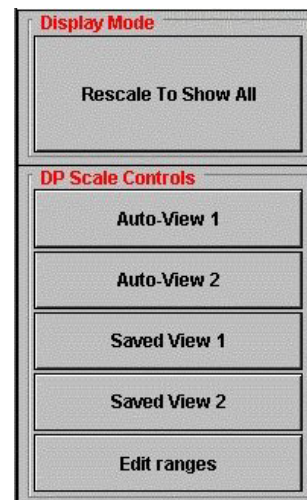 Display Mode
Rescale To Show All
DP Scale Controls
Auto-View 1
Auto-View 2
Saved View 1
Saved View 2
Edit ranges